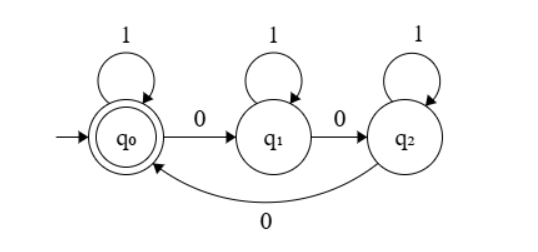 1 1 1
0 0
q₀ q₁ q₂
0